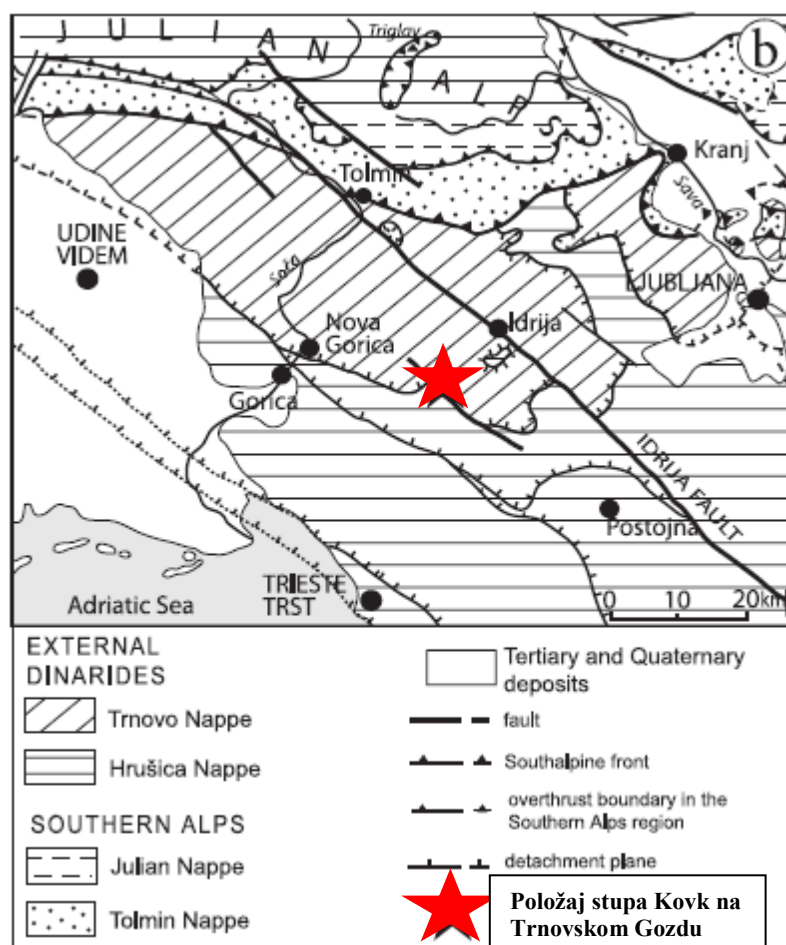 J U L I A N
Triglav
b
A L P
Kranj
Tolmin
Sava
UDINE
VIDEM
Soča
LJUBLJANA
Nova
Gorica
Idrija
Gorica
IDRIJA FAULT
Postojna
TRIESTE
TRST
Adriatic Sea
0 10 20km
EXTERNAL
DINARIDES
Trnovo Nappe
Hrušica Nappe
SOUTHERN ALPS
Julian Nappe
Tolmin Nappe
Tertiary and Quaternary
deposits
fault
Southalpine front
overthrust boundary in the
Southern Alps region
detachment plane
Položaj stupa Kovk na
Trnovskom Gozdu